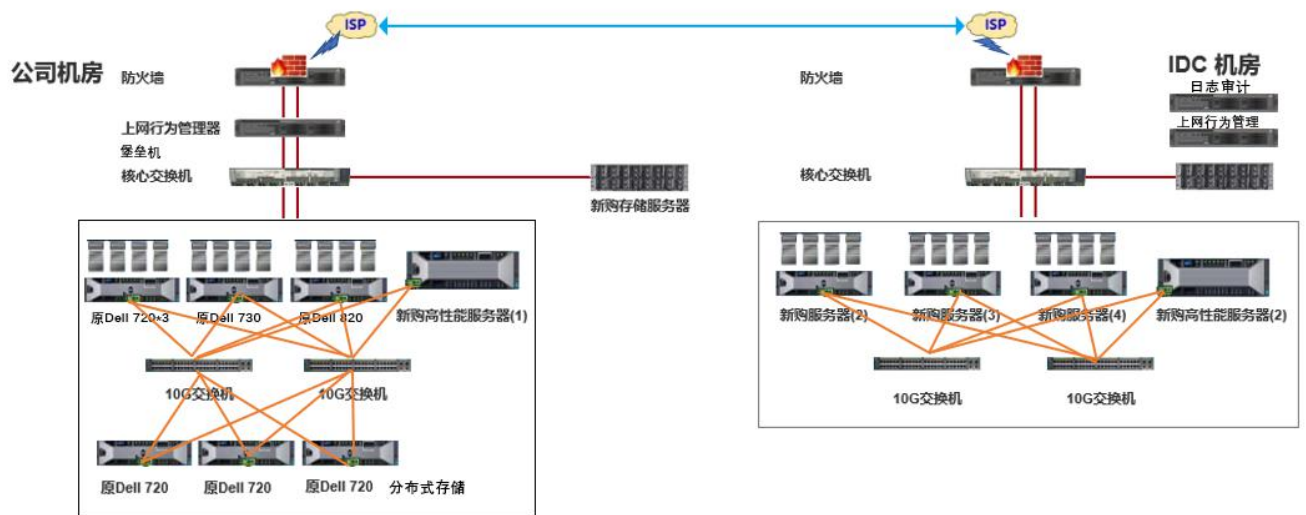 ISP
ISP
公司机房
防火墙
上网行为管理器
堡垒机
核心交换机
新购存储服务器
原Dell 720*3
原Dell 730
原Dell 820
新购高性能服务器(1)
10G交换机
10G交换机
原Dell 720
原Dell 720
原Dell 720
分布式存储
防火墙
IDC 机房
日志审计
上网行为管理
核心交换机
新购服务器(2)
新购服务器(3)
新购服务器(4)
新购高性能服务器(2)
10G交换机
10G交换机